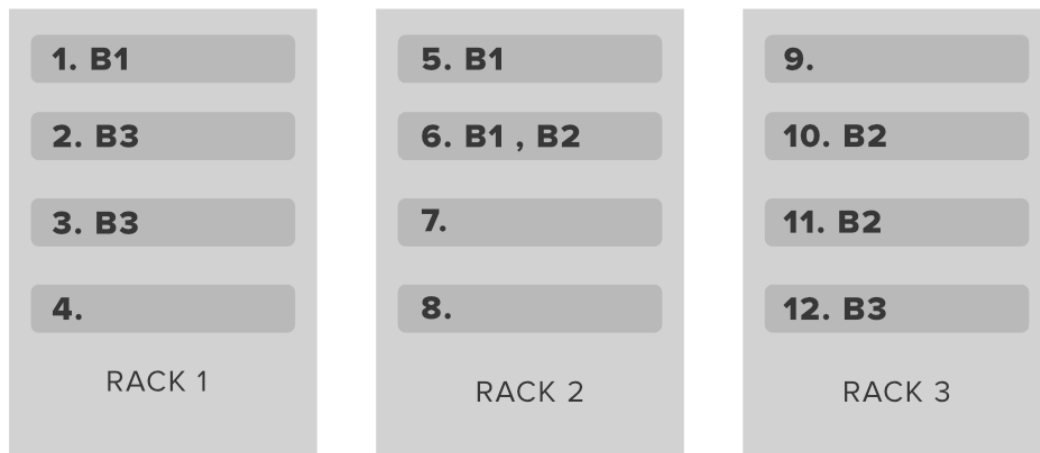 1. B1
2. B3
3. B3
4.
RACK 1
5. B1
6. B1 , B2
7.
8.
RACK 2
9.
10. B2
11. B2
12. B3
RACK 3